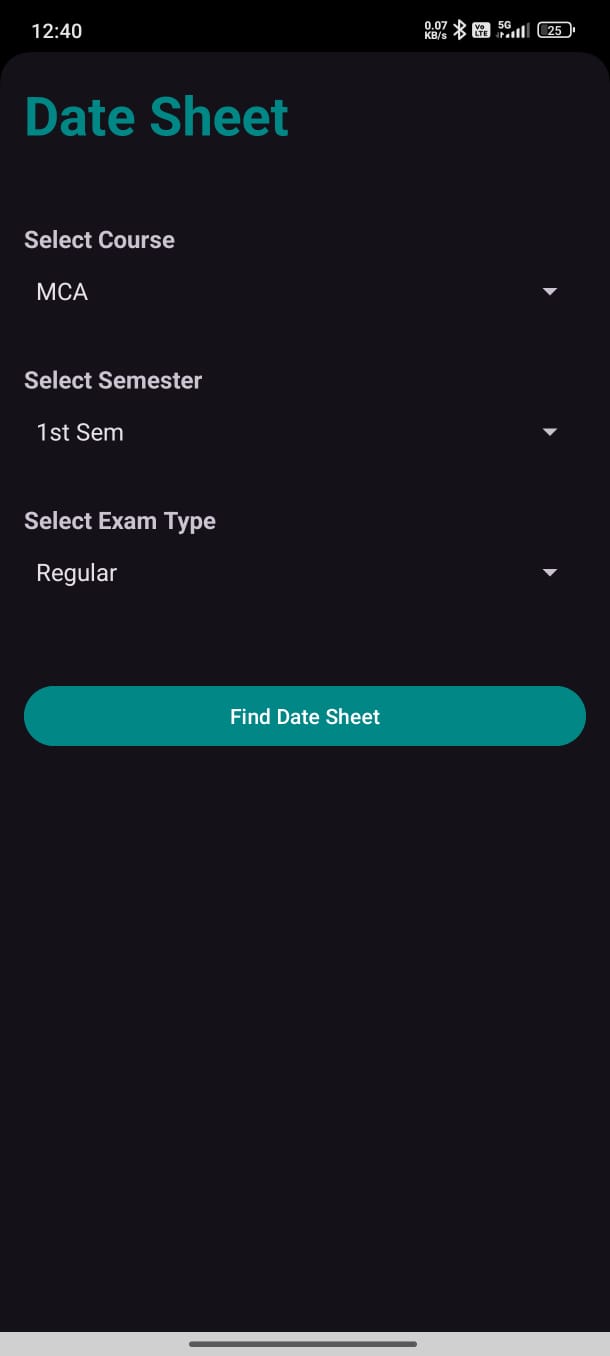 12:40
0.07
KB/s
Vo
LTE
5G
25
Date Sheet
Select Course
MCA
Select Semester
1st Sem
Select Exam Type
Regular
Find Date Sheet